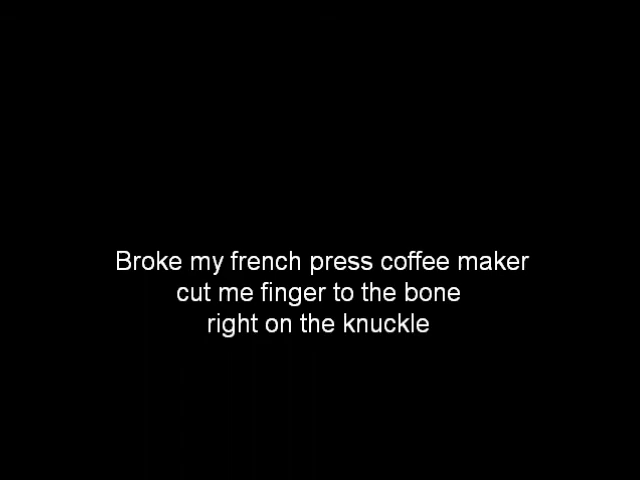 Broke my french press coffee maker
cut me finger to the bone
right on the knuckle